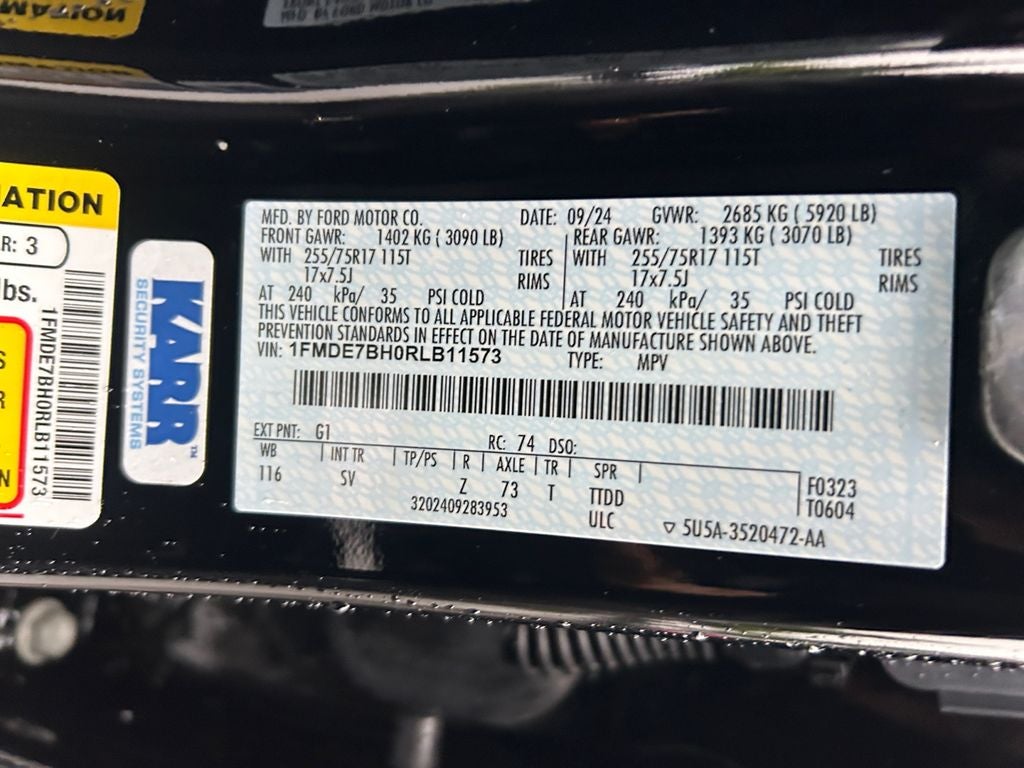 MFD. BY FORD MOTOR CO. DATE: 09/24 GVWR: 2685 KG ( 5920 LB)
FRONT GAWR: 1402 KG ( 3090 LB) REAR GAWR: 1393 KG ( 3070 LB)
WITH 255/75R17 115T TIRES WITH 255/75R17 115T TIRES
17x7.5J RIMS 17x7.5J RIMS
AT 240 kPa/ 35 PSI COLD AT 240 kPa/ 35 PSI COLD
THIS VEHICLE CONFORMS TO ALL APPLICABLE FEDERAL MOTOR VEHICLE SAFETY AND THEFT
PREVENTION STANDARDS IN EFFECT ON THE DATE OF MANUFACTURE SHOWN ABOVE.
VIN: 1FMDE7BH0RLB11573 TYPE: MPV
EXT PNT: G1 RC: 74 DSO:
WB INT TR TP/PS R AXLE TR SPR
116 SV Z 73 T TTDD F0323
3202409283953 ULC T0604
5U5A-3520472-AA
KARR™
SECURITY SYSTEMS
ATION
R: 3
lbs.
1FMDE7BH0RLB11573